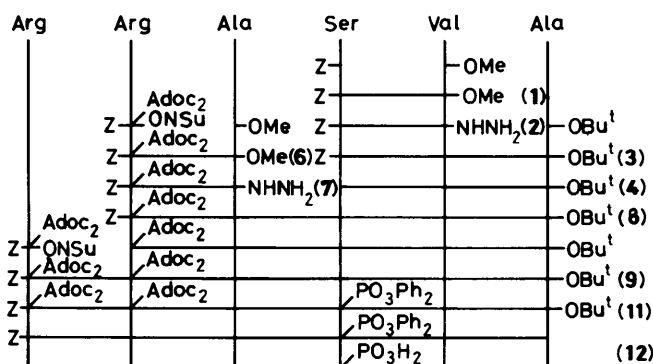 Arg Arg Ala Ser Val Ala
Z OMe
Z OMe (1)
Adoc2
Z ONSu OMe Z NHNH2(2) OBut
Adoc2
Z OMe(6) Z OBut (3)
Adoc2
Z NHNH2(7) OBut (4)
Adoc2
Z OBut (8)
Adoc2 Adoc2
Z ONSu OBut
Adoc2 Adoc2
Z OBut (9)
Adoc2 Adoc2 PO3Ph2
Z OBut (11)
PO3Ph2
Z
PO3H2 (12)